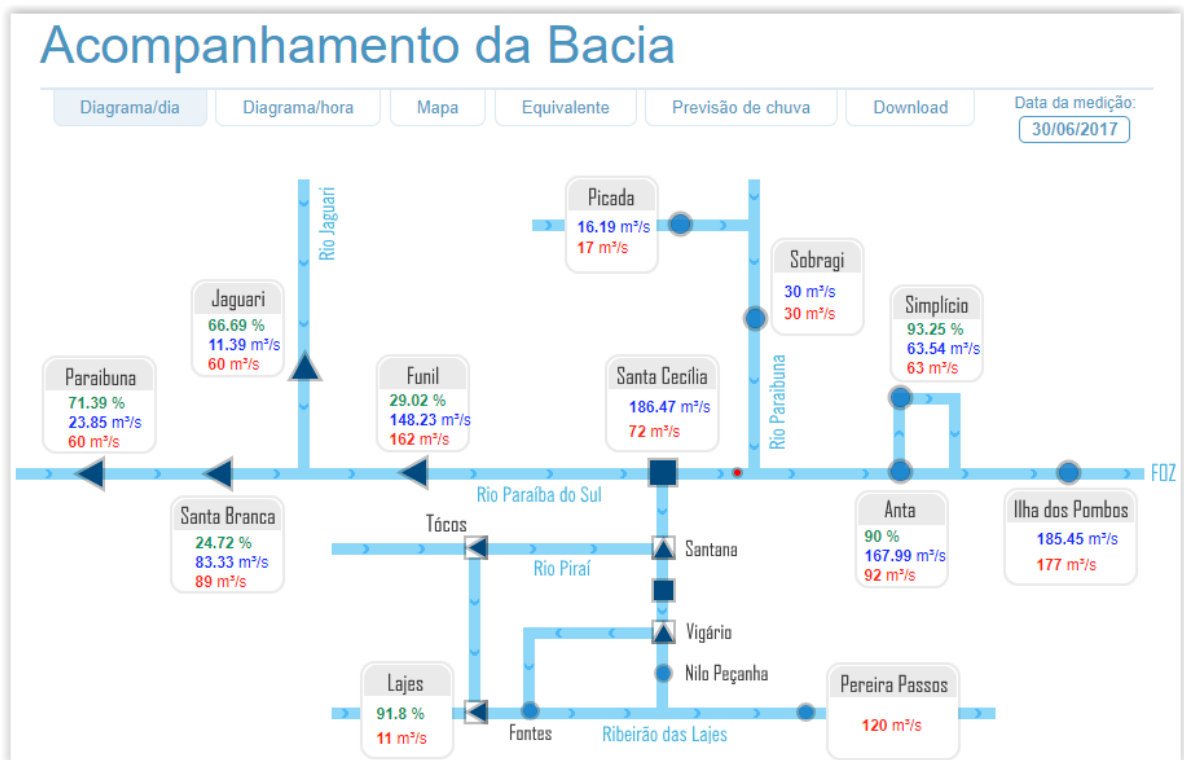 Acompanhamento da Bacia
Diagrama/dia
Diagrama/hora
Mapa
Equivalente
Previsão de chuva
Download
Data da medição:
30/06/2017
Rio Jaguari
Picada
16.19 m³/s
17 m³/s
Sobragi
30 m³/s
30 m³/s
Jaguari
66.69 %
11.39 m³/s
60 m³/s
Simplício
93.25 %
63.54 m³/s
63 m³/s
Paraibuna
71.39 %
23.85 m³/s
60 m³/s
Funil
29.02 %
148.23 m³/s
162 m³/s
Santa Cecília
186.47 m³/s
72 m³/s
Rio Paraibuna
FOZ
Rio Paraíba do Sul
Santa Branca
24.72 %
83.33 m³/s
89 m³/s
Tócos
Rio Piraí
Santana
Anta
90 %
167.99 m³/s
92 m³/s
Ilha dos Pombos
185.45 m³/s
177 m³/s
Vigário
Nilo Peçanha
Lajes
91.8 %
11 m³/s
Fontes
Ribeirão das Lajes
Pereira Passos
120 m³/s